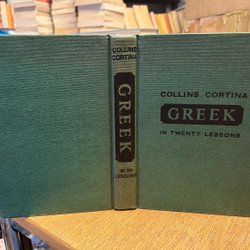 COLLINS
CORTINA
GREEK
IN 20
LESSONS
COLLINS CORTINA
GREEK
IN TWENTY LESSONS